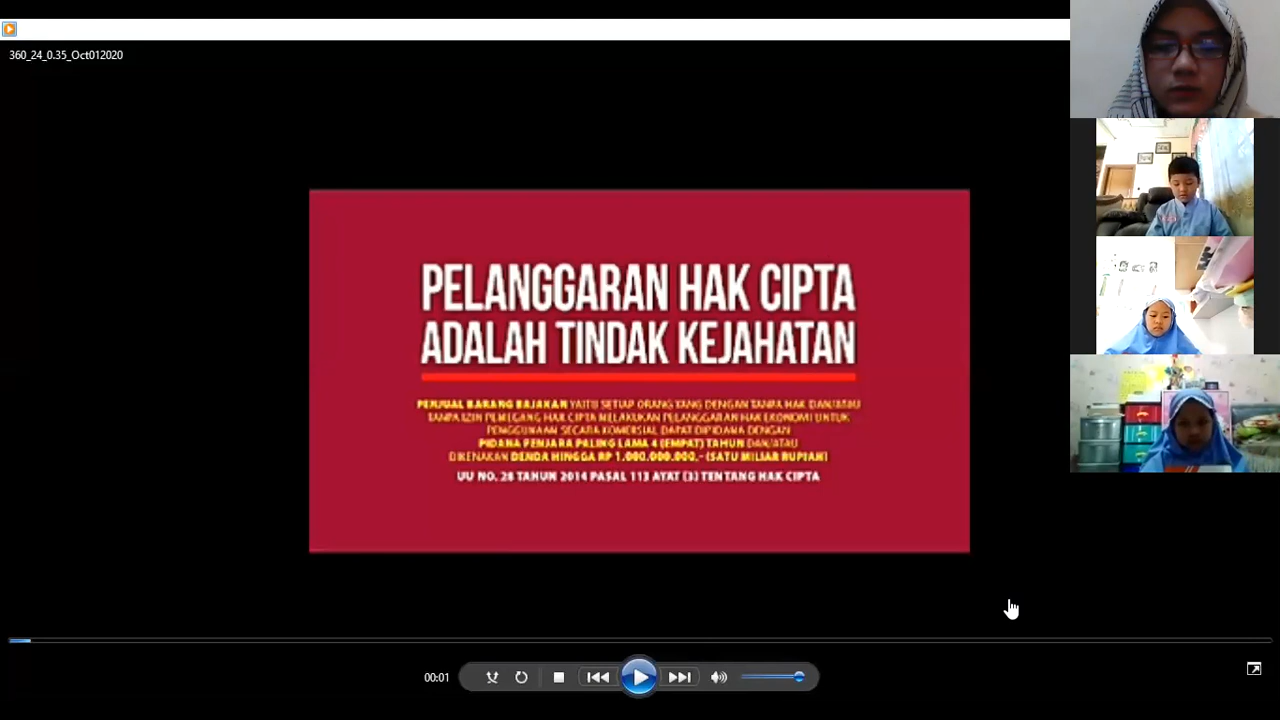 360_24_0.35_Oct012020
PELANGGARAN HAK CIPTA
ADALAH TINDAK KEJAHATAN
PENJUAL BARANG BAJAKAN YAITU SETIAP ORANG YANG DENGAN TANPA HAK DAN/ATAU
TANPA IZIN PEMEGANG HAK CIPTA MELAKUKAN PELANGGARAN HAK EKONOMI UNTUK
PENGGUNAAN SECARA KOMERSIAL DAPAT DIPIDANA DENGAN
PIDANA PENJARA PALING LAMA 4 (EMPAT) TAHUN DAN/ATAU
DIKENAKAN DENDA HINGGA RP 1.000.000.000,- (SATU MILIAR RUPIAH)
UU NO. 28 TAHUN 2014 PASAL 113 AYAT (3) TENTANG HAK CIPTA
00:01